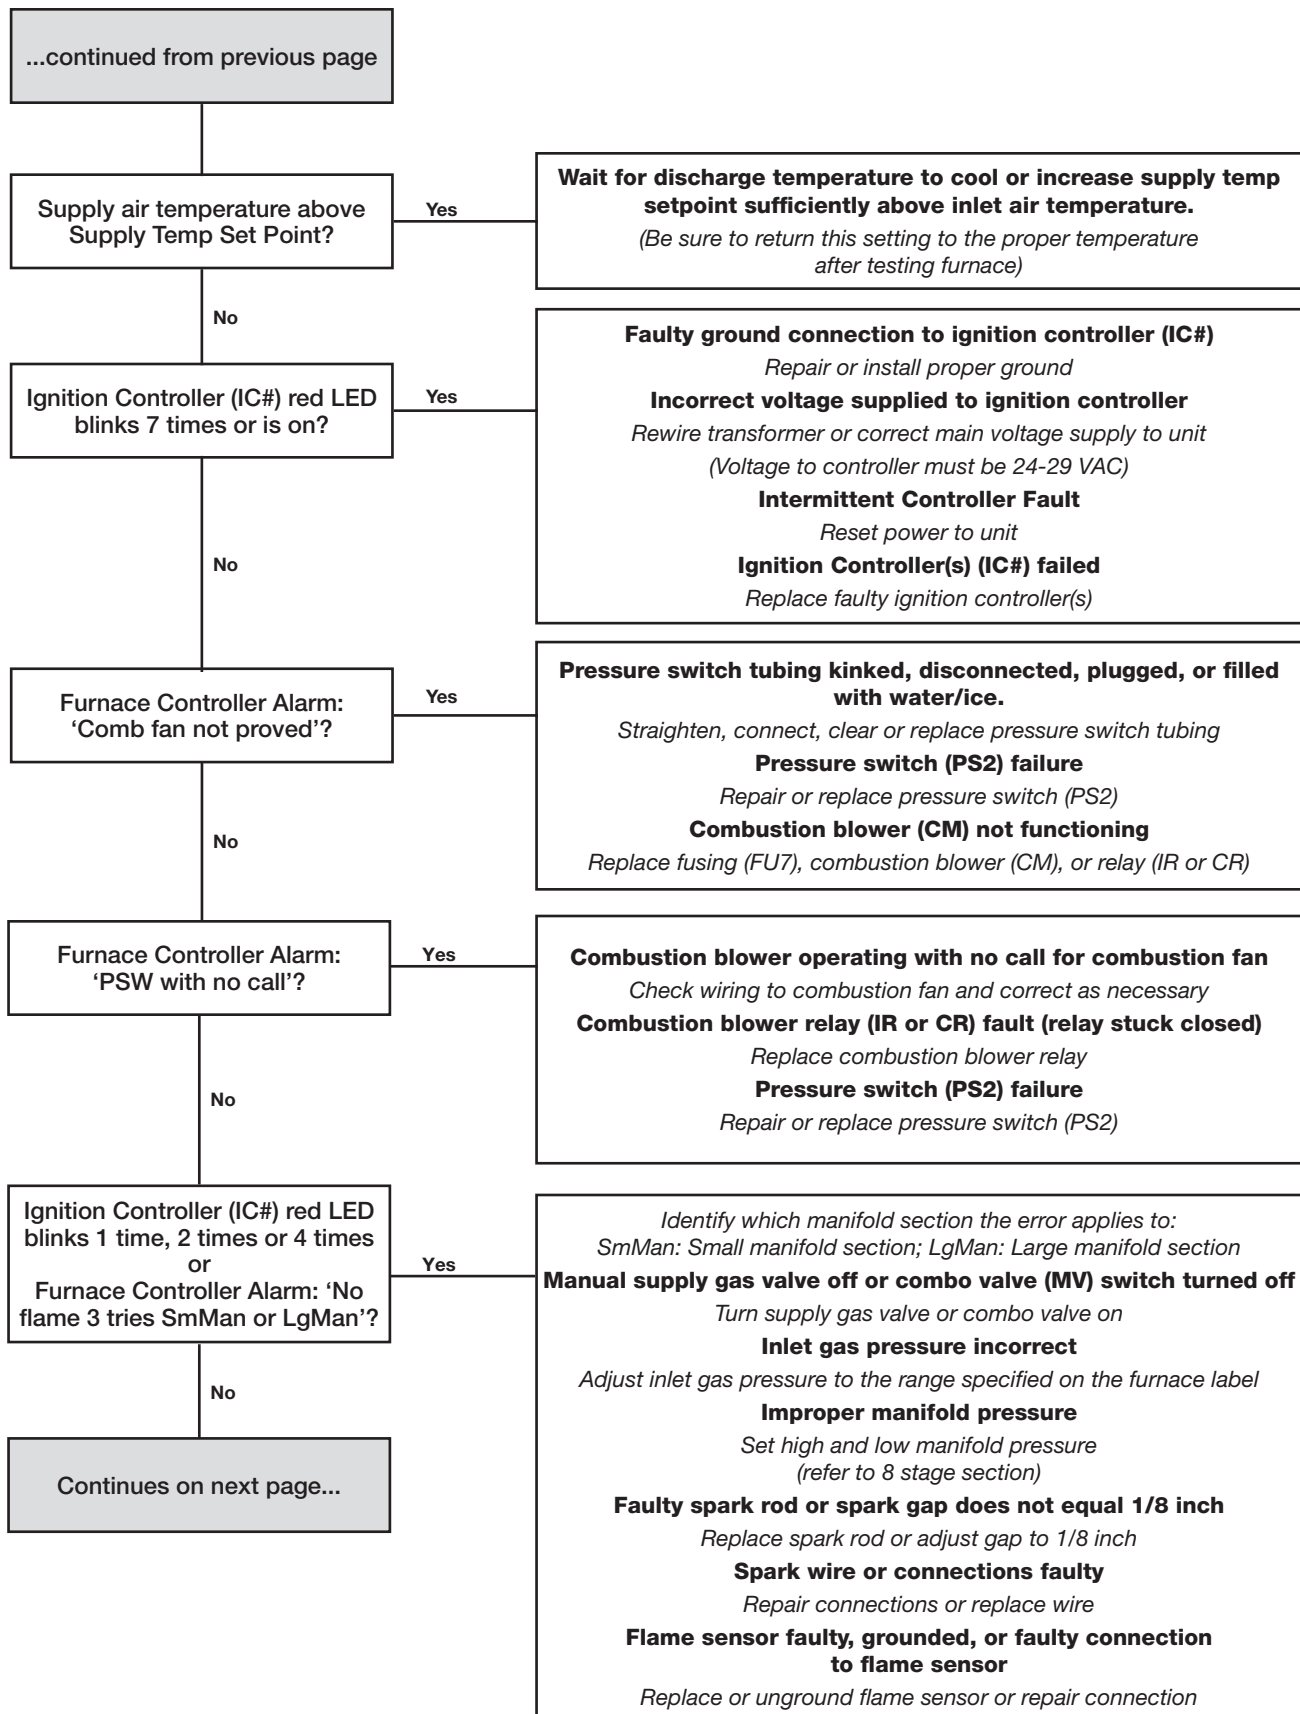 ...continued from previous page
Supply air temperature above
Supply Temp Set Point?
Yes
Wait for discharge temperature to cool or increase supply temp
setpoint sufficiently above inlet air temperature.
(Be sure to return this setting to the proper temperature
after testing furnace)
No
Ignition Controller (IC#) red LED
blinks 7 times or is on?
Yes
Faulty ground connection to ignition controller (IC#)
Repair or install proper ground
Incorrect voltage supplied to ignition controller
Rewire transformer or correct main voltage supply to unit
(Voltage to controller must be 24-29 VAC)
Intermittent Controller Fault
Reset power to unit
Ignition Controller(s) (IC#) failed
Replace faulty ignition controller(s)
No
Furnace Controller Alarm:
‘Comb fan not proved’?
Yes
Pressure switch tubing kinked, disconnected, plugged, or filled
with water/ice.
Straighten, connect, clear or replace pressure switch tubing
Pressure switch (PS2) failure
Repair or replace pressure switch (PS2)
Combustion blower (CM) not functioning
Replace fusing (FU7), combustion blower (CM), or relay (IR or CR)
No
Furnace Controller Alarm:
‘PSW with no call’?
Yes
Combustion blower operating with no call for combustion fan
Check wiring to combustion fan and correct as necessary
Combustion blower relay (IR or CR) fault (relay stuck closed)
Replace combustion blower relay
Pressure switch (PS2) failure
Repair or replace pressure switch (PS2)
No
Ignition Controller (IC#) red LED
blinks 1 time, 2 times or 4 times
or
Furnace Controller Alarm: ‘No
flame 3 tries SmMan or LgMan’?
Yes
Identify which manifold section the error applies to:
SmMan: Small manifold section; LgMan: Large manifold section
Manual supply gas valve off or combo valve (MV) switch turned off
Turn supply gas valve or combo valve on
Inlet gas pressure incorrect
Adjust inlet gas pressure to the range specified on the furnace label
Improper manifold pressure
Set high and low manifold pressure
(refer to 8 stage section)
Faulty spark rod or spark gap does not equal 1/8 inch
Replace spark rod or adjust gap to 1/8 inch
Spark wire or connections faulty
Repair connections or replace wire
Flame sensor faulty, grounded, or faulty connection
to flame sensor
Replace or unground flame sensor or repair connection
No
Continues on next page...